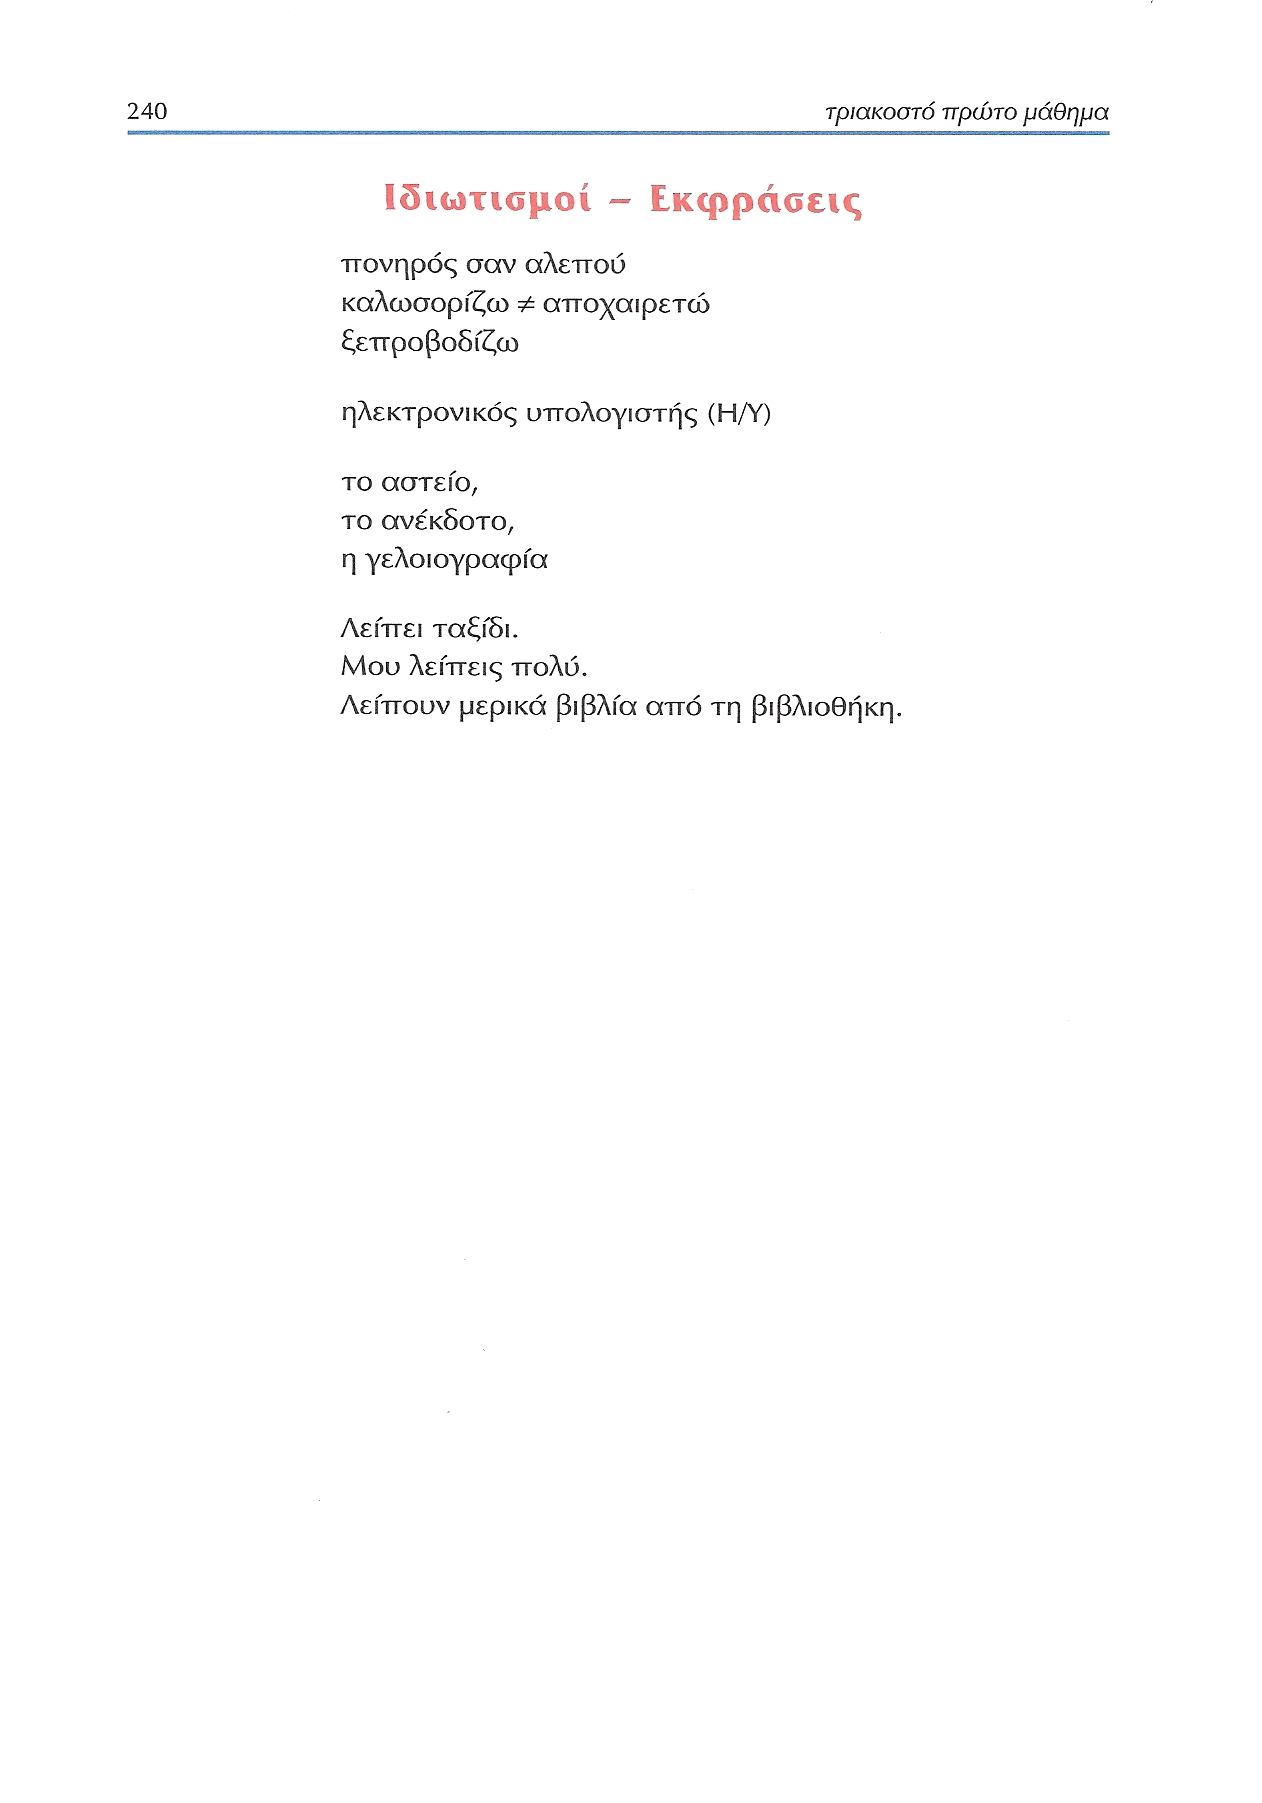 240 τριακοστό πρώτο μάθημα
Ιδιωτισμοί – Εκφράσεις
πονηρός σαν αλεπού
καλωσορίζω ≠ αποχαιρετώ
ξεπροβοδίζω
ηλεκτρονικός υπολογιστής (Η/Υ)
το αστείο,
το ανέκδοτο,
η γελοιογραφία
Λείπει ταξίδι.
Μου λείπεις πολύ.
Λείπουν μερικά βιβλία από τη βιβλιοθήκη.